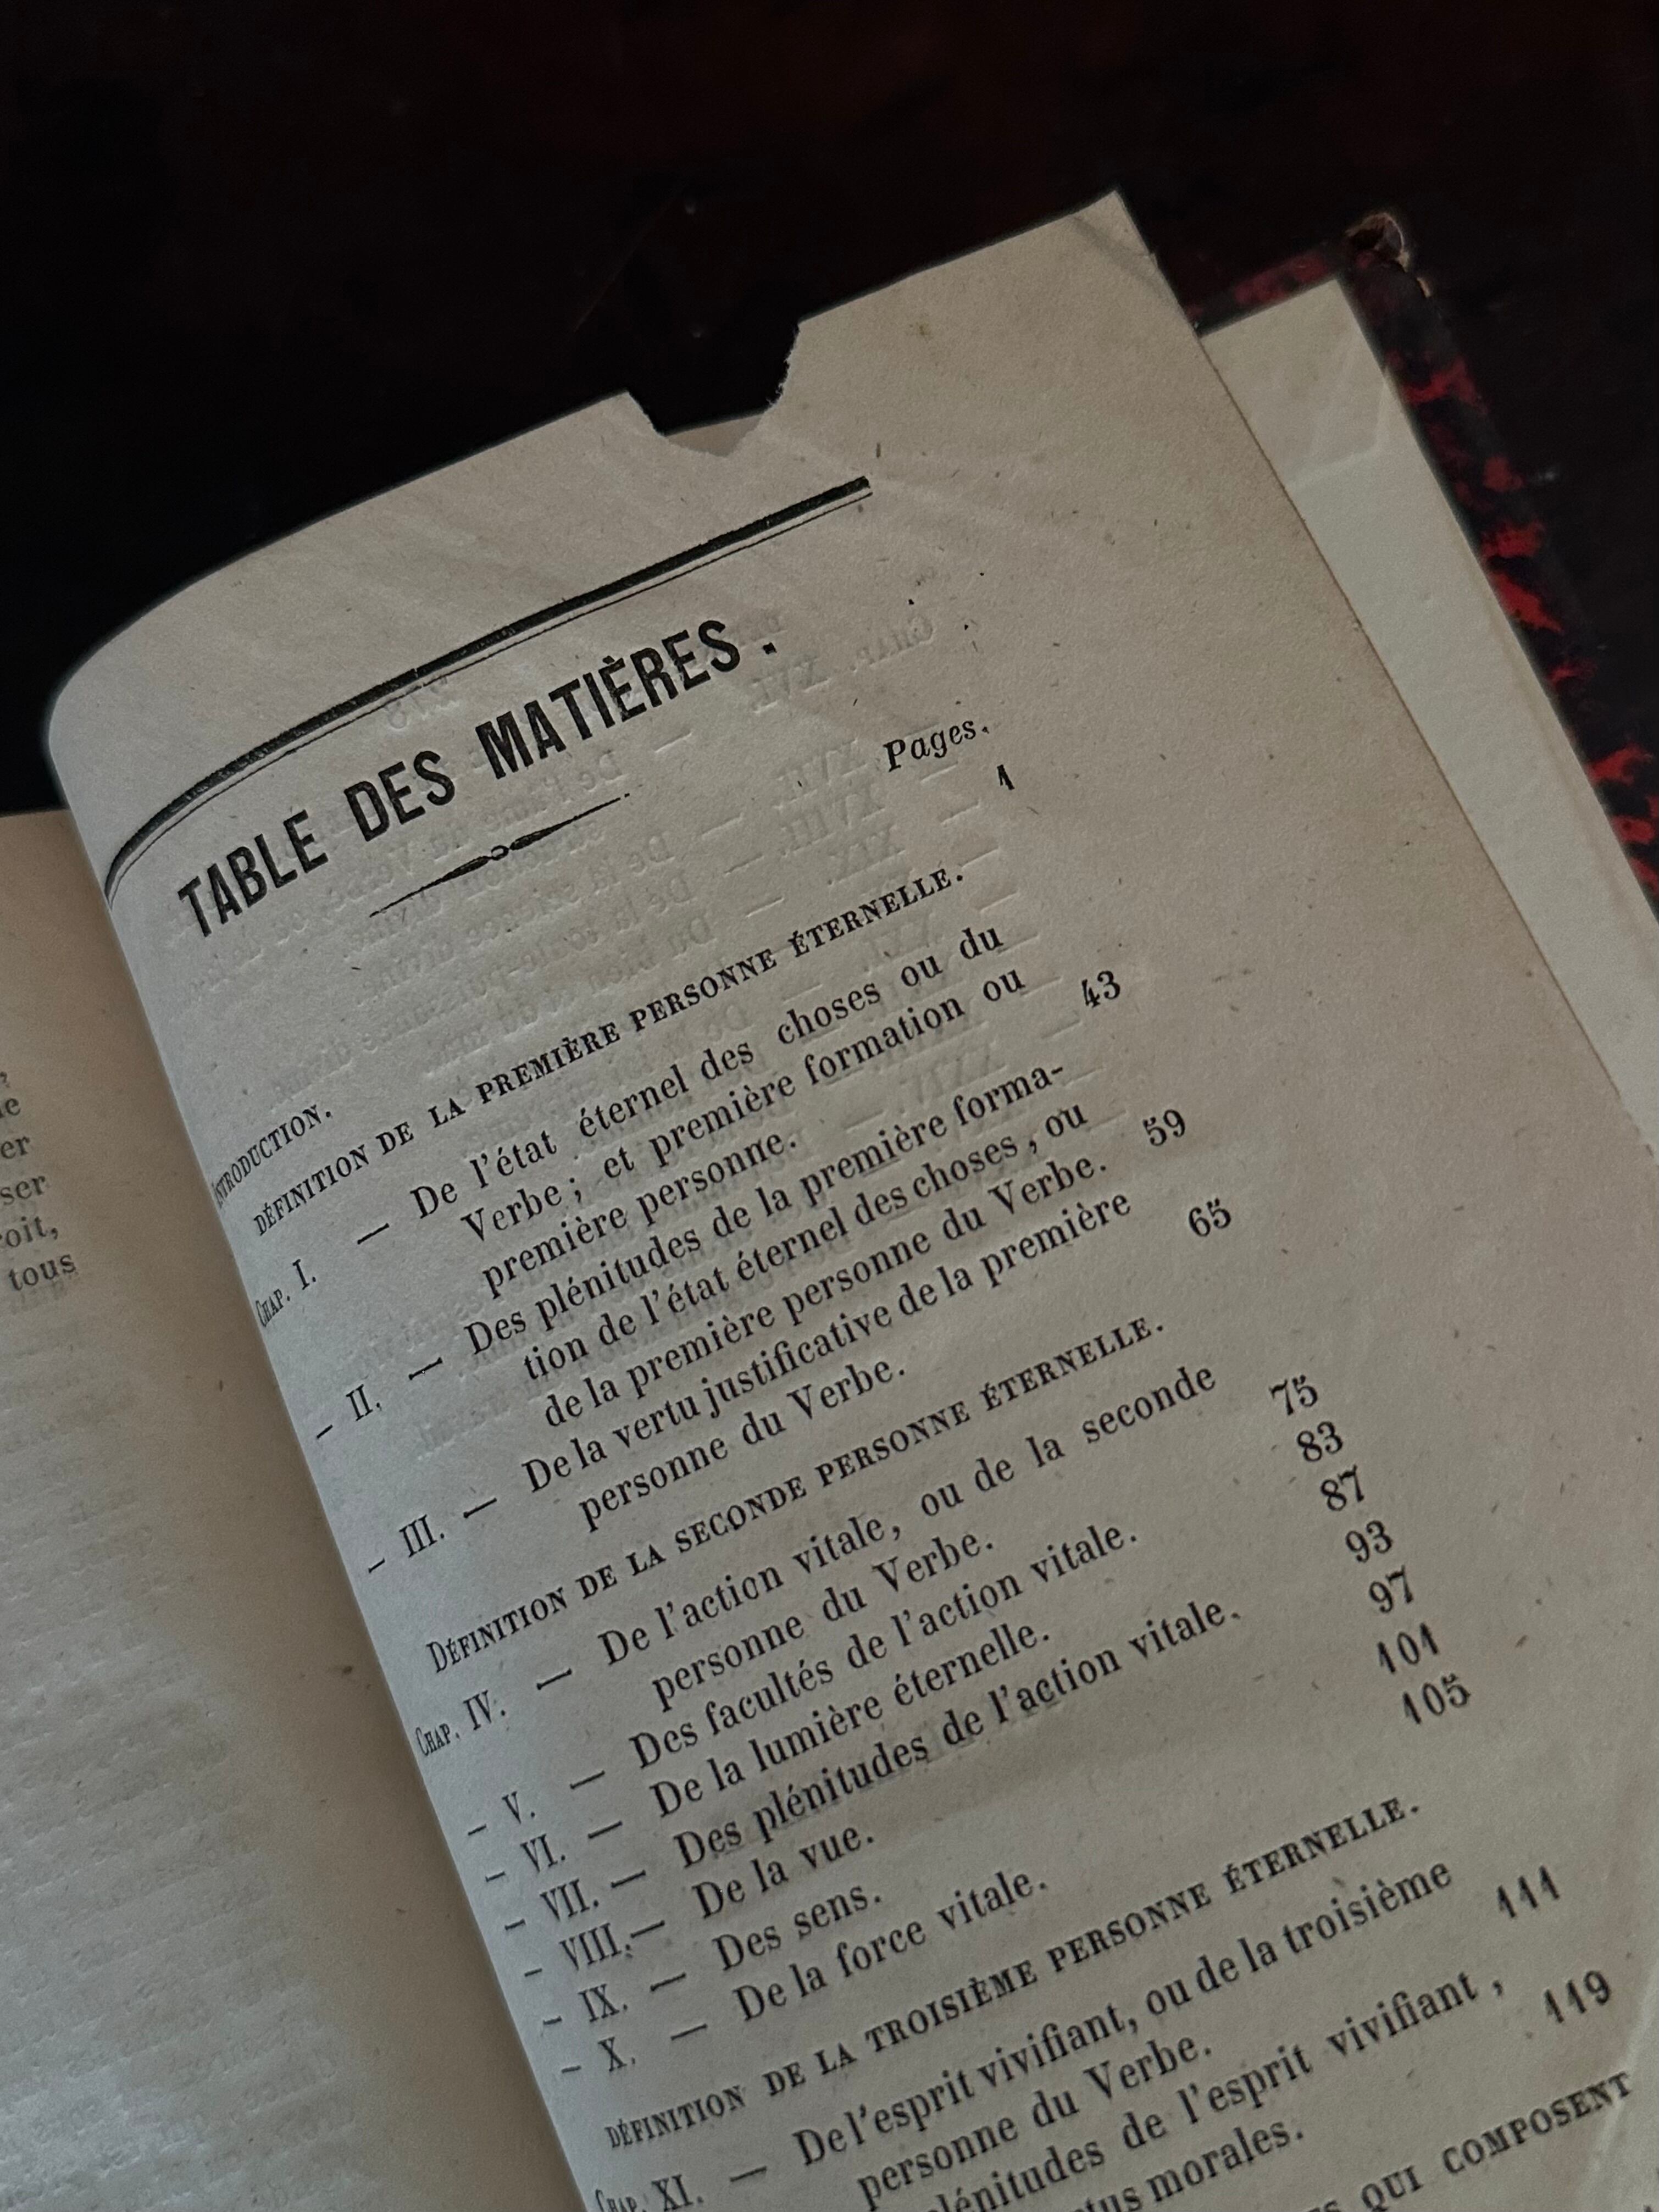 le
er
ser
oit,
tous
TABLE DES MATIÈRES.
Pages.
INTRODUCTION. 1
DÉFINITION DE LA PREMIÈRE PERSONNE ÉTERNELLE.
CHAP. I. — De l'état éternel des choses ou du
Verbe; et première formation ou
première personne. 43
— II. — Des plénitudes de la première forma-
tion de l'état éternel des choses, ou
de la première personne du Verbe. 59
— III. — De la vertu justificative de la première
personne du Verbe. 65
DÉFINITION DE LA SECONDE PERSONNE ÉTERNELLE.
CHAP. IV. — De l'action vitale, ou de la seconde
personne du Verbe. 75
— V. — Des facultés de l'action vitale. 83
— VI. — De la lumière éternelle. 87
— VII. — Des plénitudes de l'action vitale. 93
— VIII. — De la vue. 97
— IX. — Des sens. 101
— X. — De la force vitale. 105
DÉFINITION DE LA TROISIÈME PERSONNE ÉTERNELLE.
CHAP. XI. — De l'esprit vivifiant, ou de la troisième
personne du Verbe. 111
plénitudes de l'esprit vivifiant,
morales. 119
QUI COMPOSENT